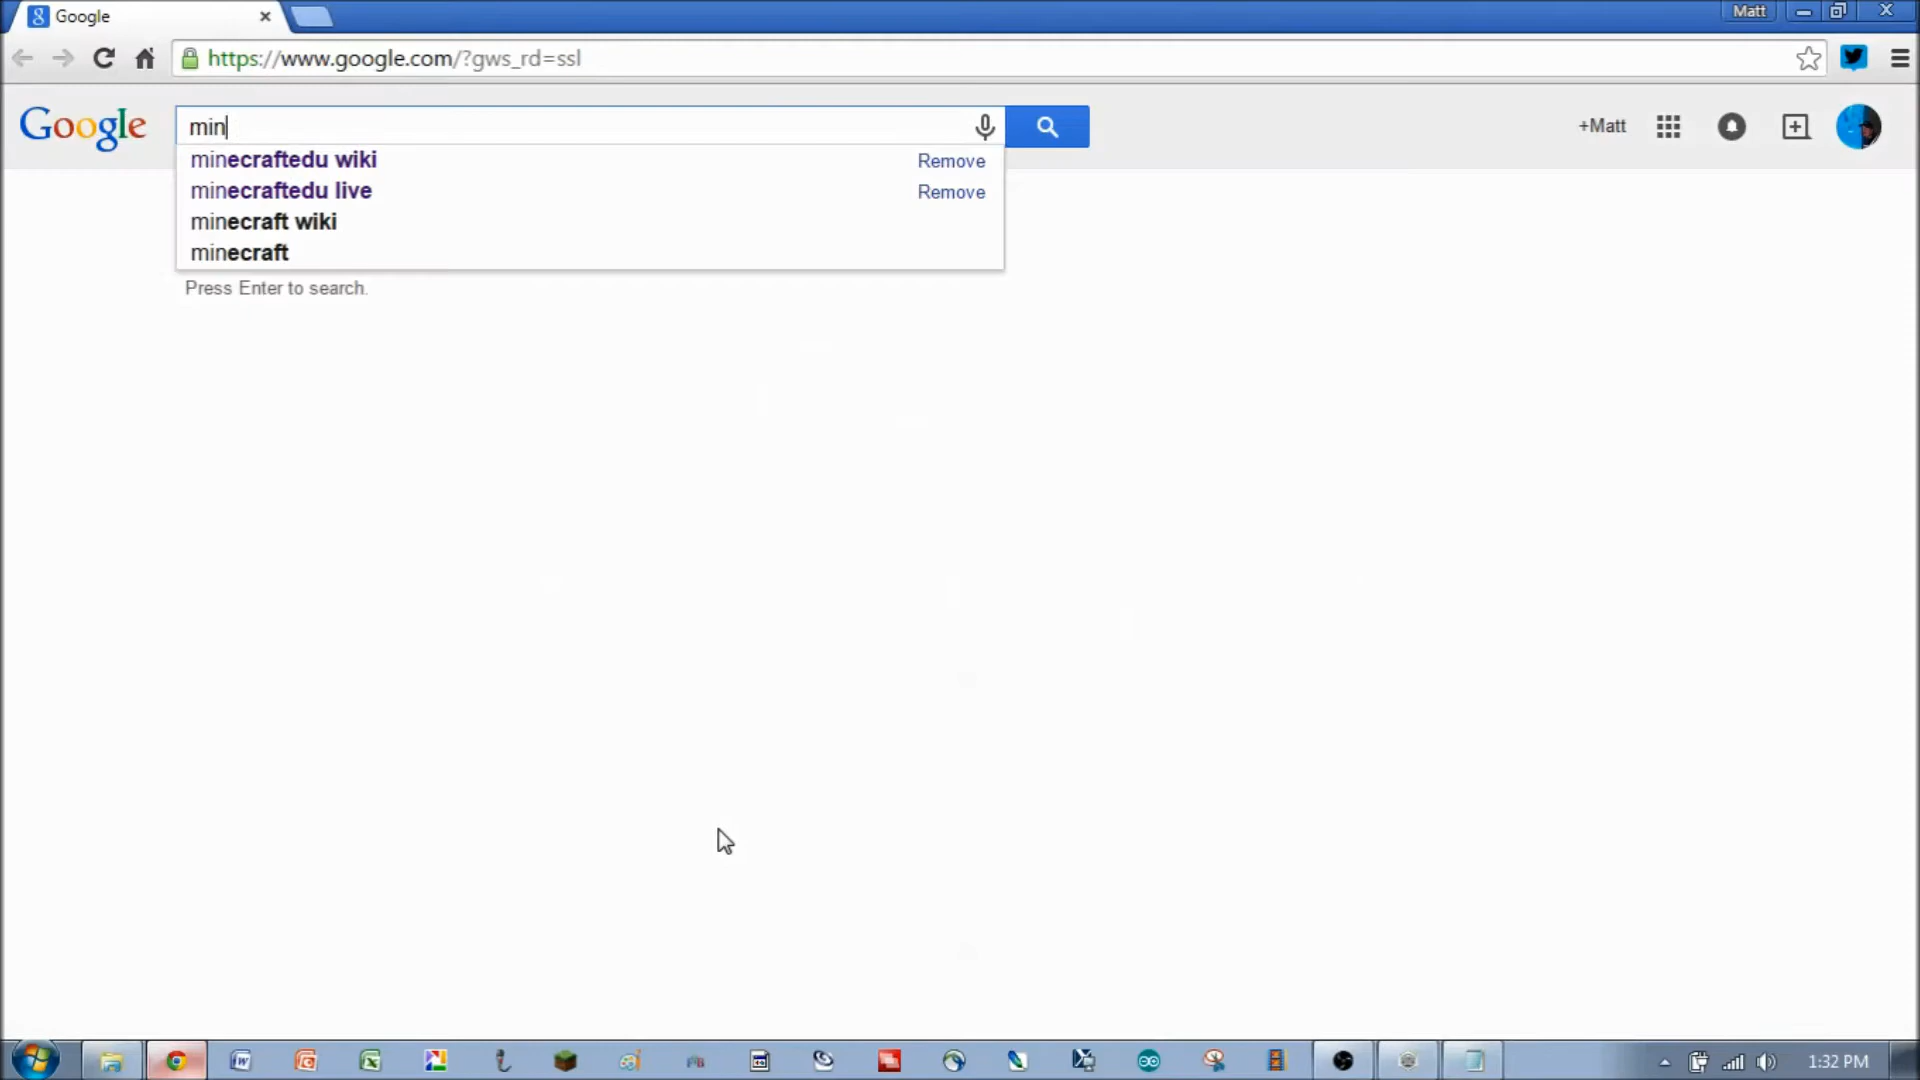 Google
Matt
https://www.google.com/?gws_rd=ssl
Google
min
+Matt
minecraftedu wiki
Remove
minecraftedu live
Remove
minecraft wiki
minecraft
Press Enter to search.
1:32 PM